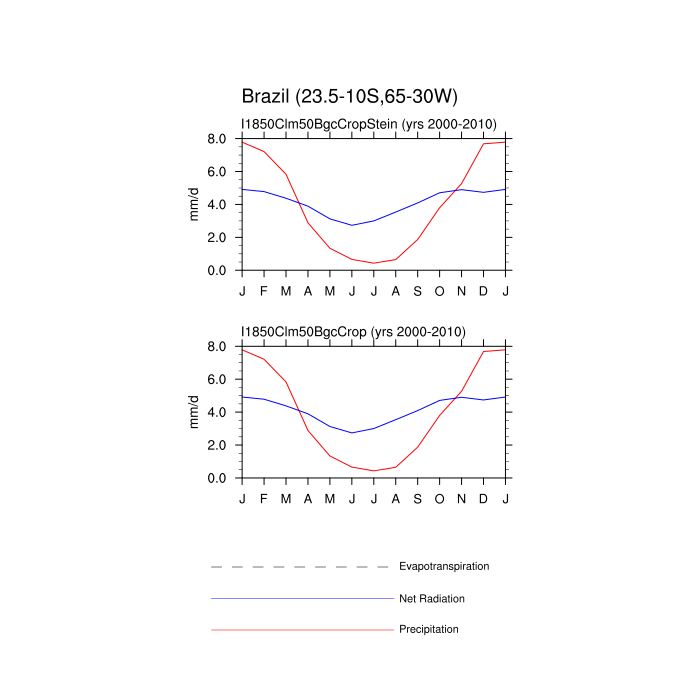 Brazil (23.5-10S,65-30W)
I1850Clm50BgcCropStein (yrs 2000-2010)
8.0
6.0
4.0
2.0
0.0
mm/d
J F M A M J J A S O N D J
I1850Clm50BgcCrop (yrs 2000-2010)
8.0
6.0
4.0
2.0
0.0
mm/d
J F M A M J J A S O N D J
Evapotranspiration
Net Radiation
Precipitation